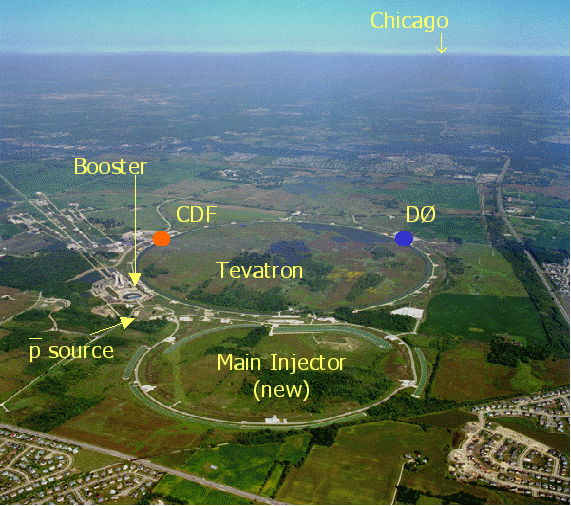 Chicago
Booster
CDF
DØ
Tevatron
p̅ source
Main Injector
(new)